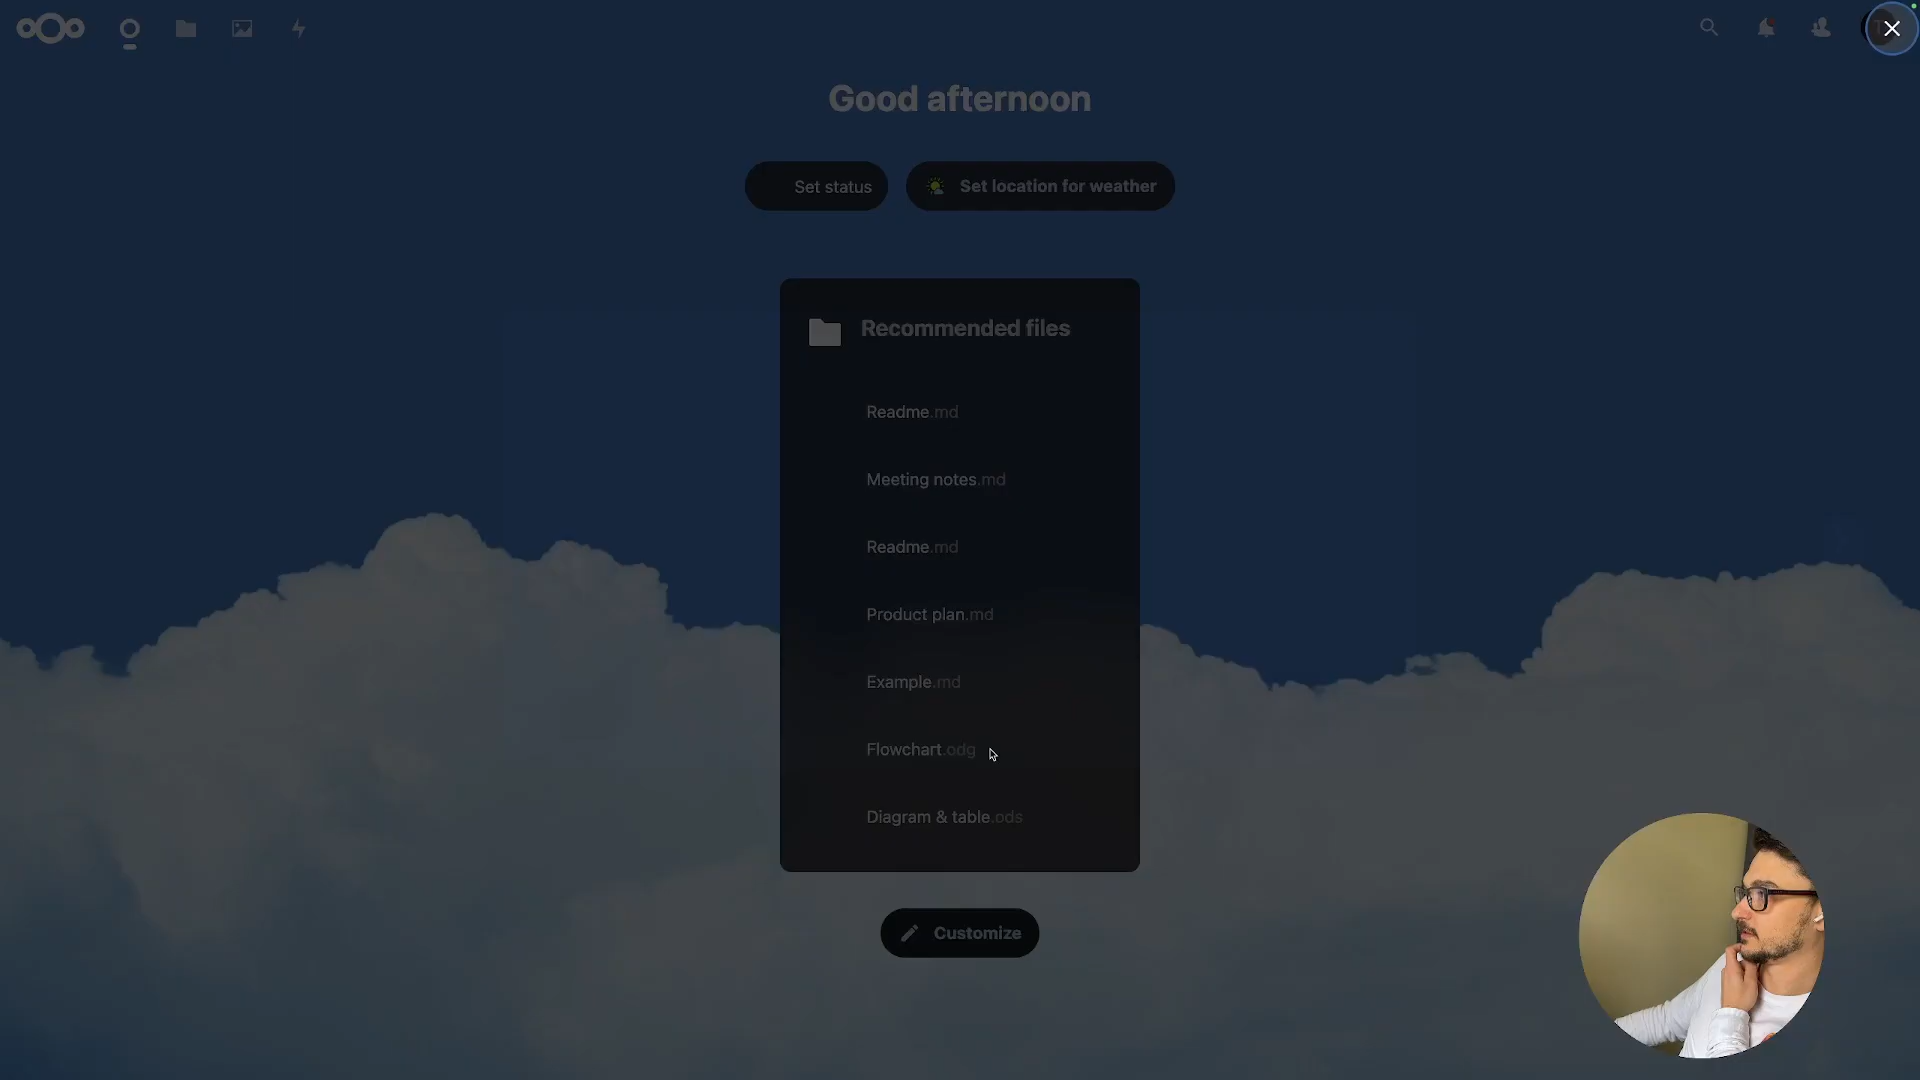 Good afternoon
Set status
Set location for weather
Recommended files
Readme.md
Meeting notes.md
Readme.md
Product plan.md
Example.md
Flowchart.odg
Diagram & table.ods
Customize